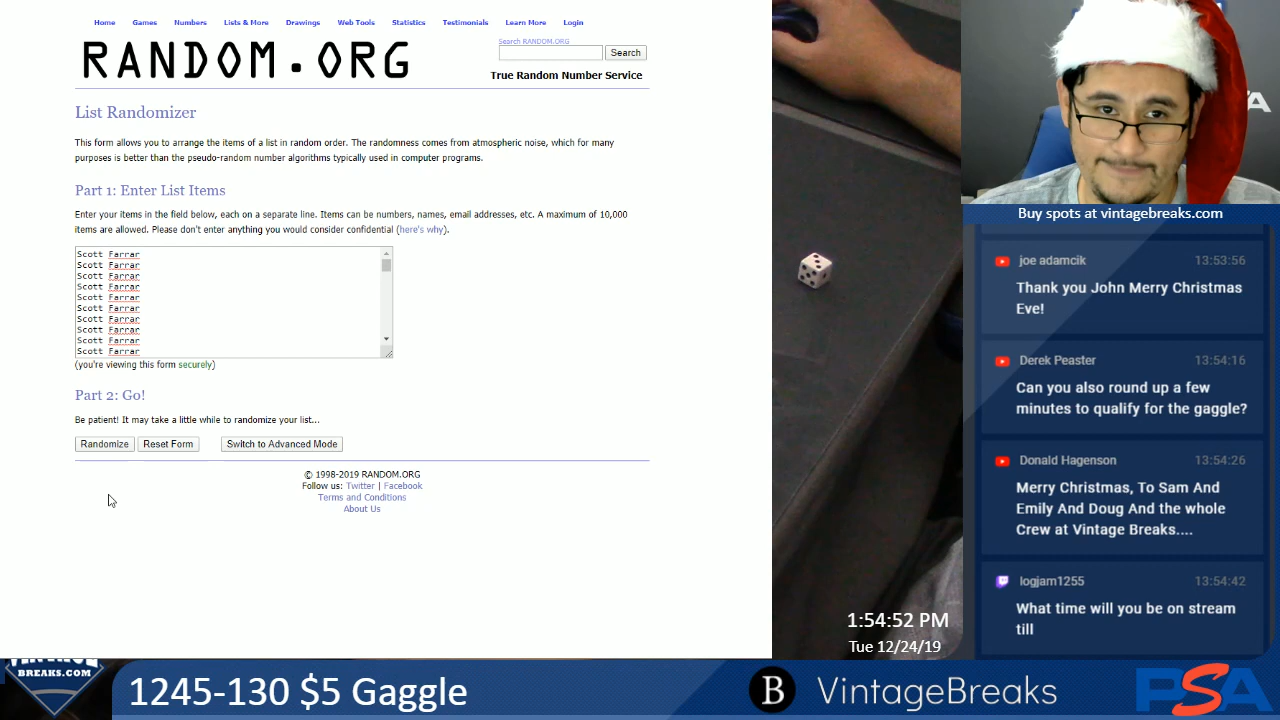 Home Games Numbers Lists & More Drawings Web Tools Statistics Testimonials Learn More Login
RANDOM.ORG
Search RANDOM.ORG
Search
True Random Number Service
List Randomizer
This form allows you to arrange the items of a list in random order. The randomness comes from atmospheric noise, which for many
purposes is better than the pseudo-random number algorithms typically used in computer programs.
Part 1: Enter List Items
Enter your items in the field below, each on a separate line. Items can be numbers, names, email addresses, etc. A maximum of 10,000
items are allowed. Please don't enter anything you would consider confidential (here's why).
Scott Farrar
Scott Farrar
Scott Farrar
Scott Farrar
Scott Farrar
Scott Farrar
Scott Farrar
Scott Farrar
Scott Farrar
Scott Farrar
(you're viewing this form securely)
Part 2: Go!
Be patient! It may take a little while to randomize your list...
Randomize Reset Form Switch to Advanced Mode
© 1998-2019 RANDOM.ORG
Follow us: Twitter | Facebook
Terms and Conditions
About Us
Buy spots at vintagebreaks.com
joe adamcik 13:53:56
Thank you John Merry Christmas
Eve!
Derek Peaster 13:54:16
Can you also round up a few
minutes to qualify for the gaggle?
Donald Hagenson 13:54:26
Merry Christmas, To Sam And
Emily And Doug And the whole
Crew at Vintage Breaks....
logjam1255 13:54:42
What time will you be on stream
till
1:54:52 PM
Tue 12/24/19
BREAKS.COM
1245-130 $5 Gaggle
B VintageBreaks
PSA